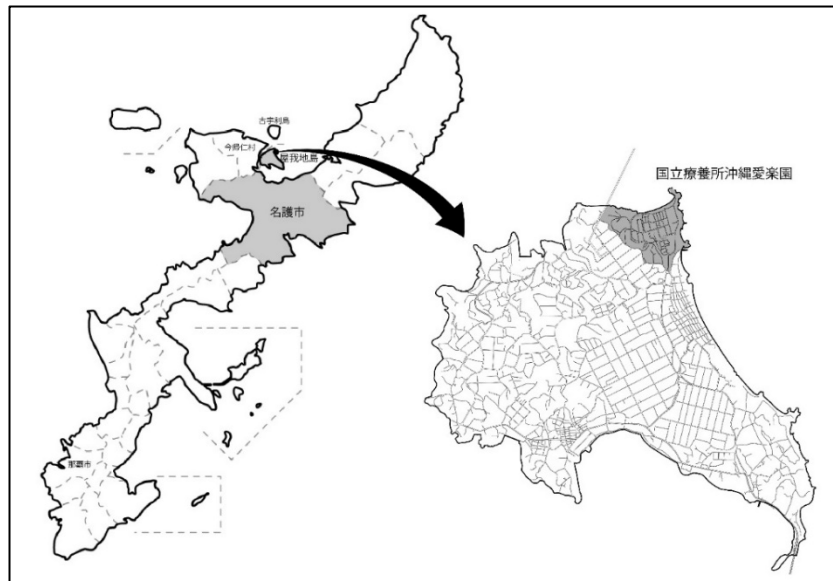 古宇利島
今帰仁村
屋我地島
国立療養所沖縄愛楽園
名護市
那覇市